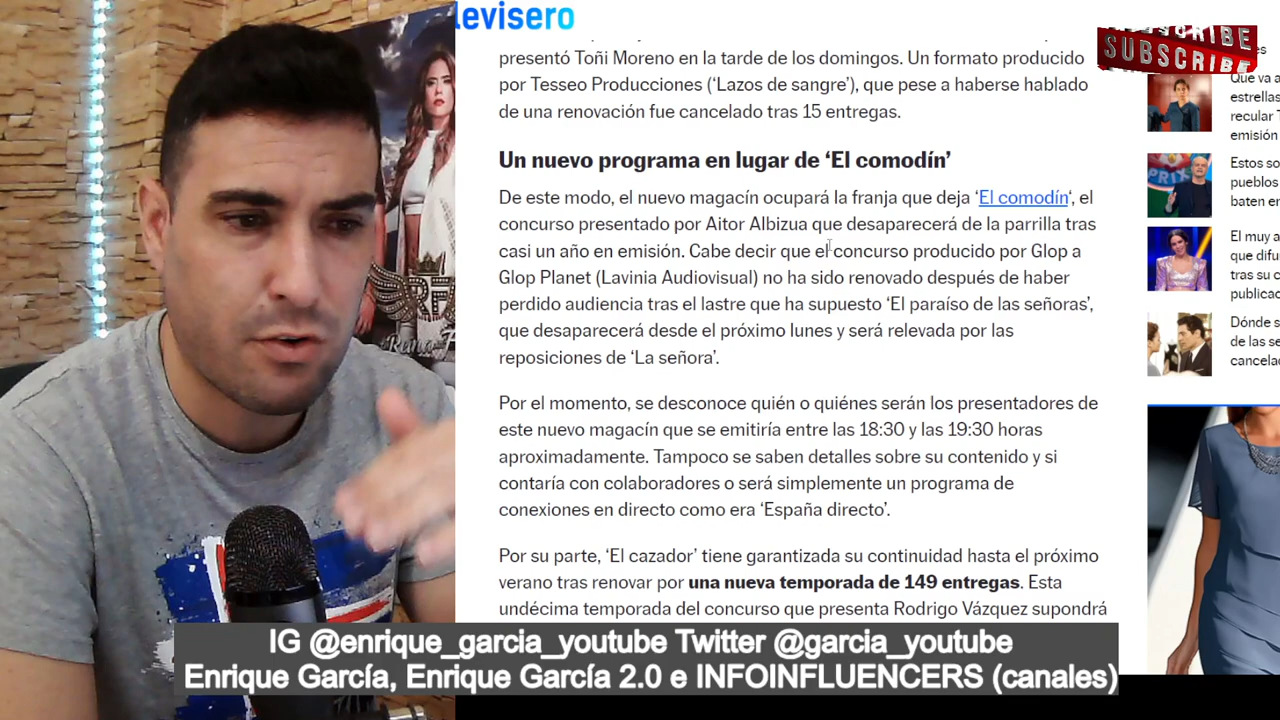 levisero
presentó Toñi Moreno en la tarde de los domingos. Un formato producido
por Tesseo Producciones (‘Lazos de sangre’), que pese a haberse hablado
de una renovación fue cancelado tras 15 entregas.
Un nuevo programa en lugar de ‘El comodín’
De este modo, el nuevo magacín ocupará la franja que deja ‘El comodín‘, el
concurso presentado por Aitor Albizua que desaparecerá de la parrilla tras
casi un año en emisión. Cabe decir que el concurso producido por Glop a
Glop Planet (Lavinia Audiovisual) no ha sido renovado después de haber
perdido audiencia tras el lastre que ha supuesto ‘El paraíso de las señoras’,
que desaparecerá desde el próximo lunes y será relevada por las
reposiciones de ‘La señora’.
Por el momento, se desconoce quién o quiénes serán los presentadores de
este nuevo magacín que se emitiría entre las 18:30 y las 19:30 horas
aproximadamente. Tampoco se saben detalles sobre su contenido y si
contaría con colaboradores o será simplemente un programa de
conexiones en directo como era ‘España directo’.
Por su parte, ‘El cazador’ tiene garantizada su continuidad hasta el próximo
verano tras renovar por una nueva temporada de 149 entregas. Esta
undécima temporada del concurso que presenta Rodrigo Vázquez supondrá
SUBSCRIBE
SUBSCRIBE
Qué va a
estrellas
recular T
emisión
Estos so
pueblos
baten en
El muy a
que difu
tras su c
publicac
Dónde s
de las se
cancela
PRIX
RF
IG @enrique_garcia_youtube Twitter @garcia_youtube
Enrique García, Enrique García 2.0 e INFOINFLUENCERS (canales)